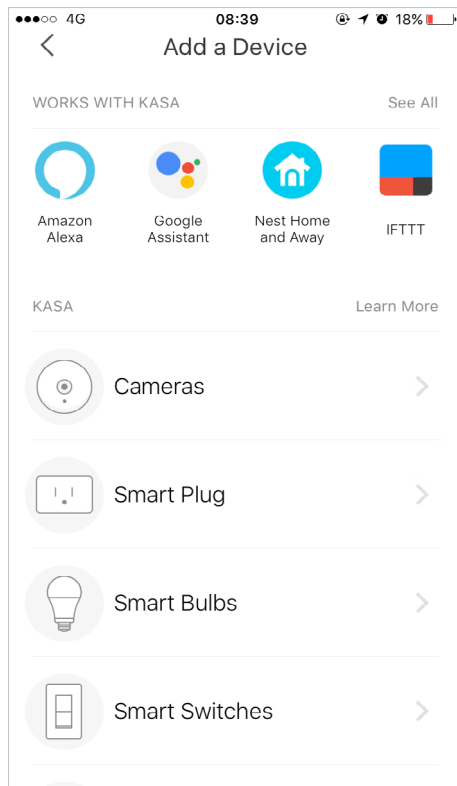 4G 08:39 18%
Add a Device
WORKS WITH KASA See All
Amazon Alexa
Google Assistant
Nest Home and Away
IFTTT
KASA Learn More
Cameras
Smart Plug
Smart Bulbs
Smart Switches